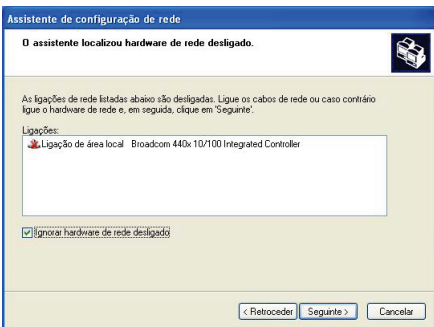 Assistente de configuração de rede
O assistente localizou hardware de rede desligado.
As ligações de rede listadas abaixo são desligadas. Ligue os cabos de rede ou caso contrário
ligue o hardware de rede e, em seguida, clique em 'Seguinte'.
Ligações:
Ligação de área local Broadcom 440x 10/100 Integrated Controller
Ignorar hardware de rede desligado
< Retroceder Seguinte > Cancelar